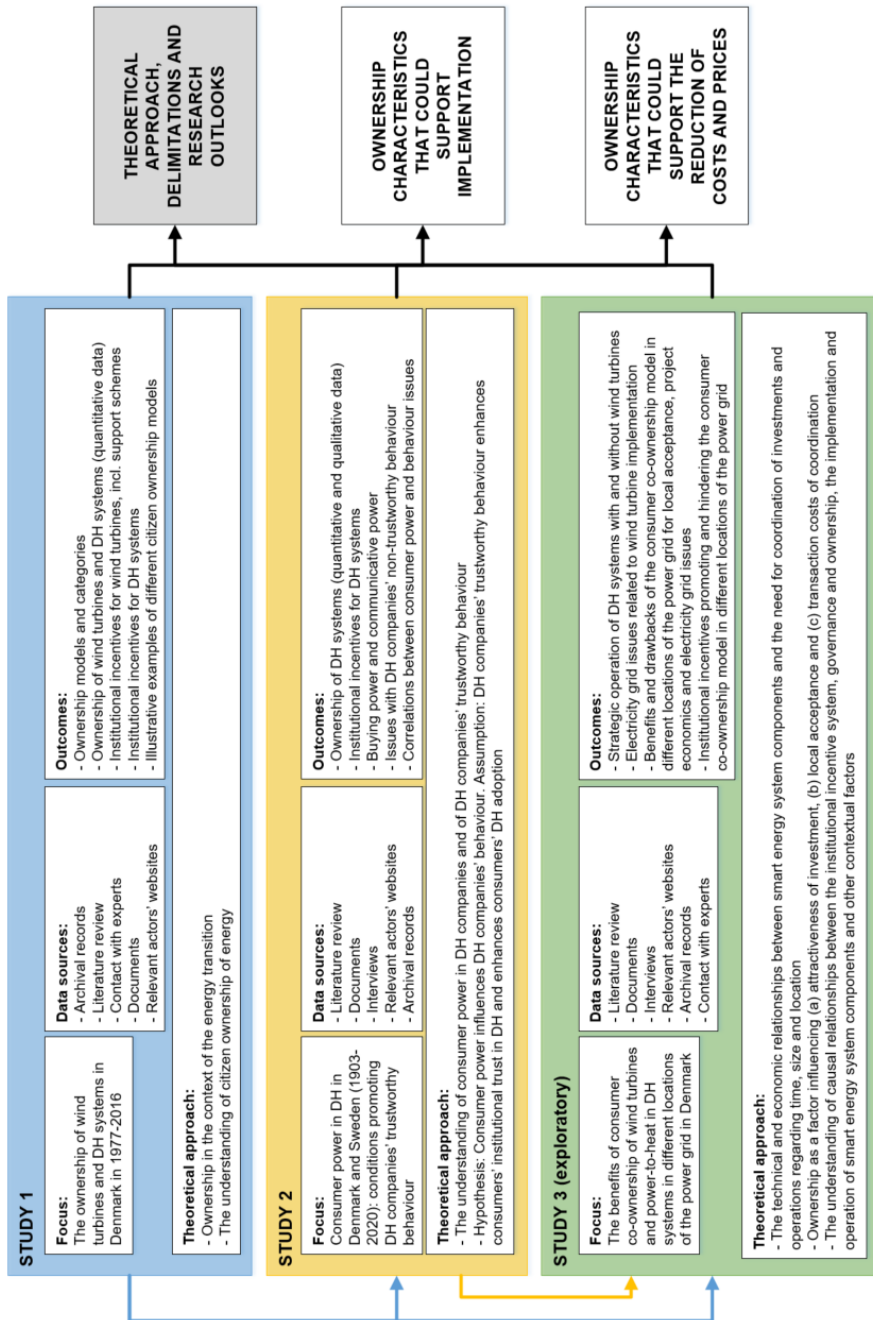 STUDY 1
Focus:
The ownership of wind
turbines and DH systems in
Denmark in 1977-2016
Data sources:
- Archival records
- Literature review
- Contact with experts
- Documents
- Relevant actors' websites
Outcomes:
- Ownership models and categories
- Ownership of wind turbines and DH systems (quantitative data)
- Institutional incentives for wind turbines, incl. support schemes
- Institutional incentives for DH systems
- Illustrative examples of different citizen ownership models
Theoretical approach:
- Ownership in the context of the energy transition
- The understanding of citizen ownership of energy
STUDY 2
Focus:
Consumer power in DH in
Denmark and Sweden (1903-
2020): conditions promoting
DH companies' trustworthy
behaviour
Data sources:
- Literature review
- Documents
- Interviews
- Relevant actors' websites
- Archival records
Outcomes:
- Ownership of DH systems (quantitative and qualitative data)
- Institutional incentives for DH systems
- Buying power and communicative power
- Issues with DH companies' non-trustworthy behaviour
- Correlations between consumer power and behaviour issues
Theoretical approach:
- The understanding of consumer power in DH companies and of DH companies' trustworthy behaviour
- Hypothesis: Consumer power influences DH companies' behaviour. Assumption: DH companies' trustworthy behaviour enhances
consumers' institutional trust in DH and enhances consumers' DH adoption
STUDY 3 (exploratory)
Focus:
The benefits of consumer
co-ownership of wind turbines
and power-to-heat in DH
systems in different locations
of the power grid in Denmark
Data sources:
- Literature review
- Documents
- Interviews
- Relevant actors' websites
- Archival records
- Contact with experts
Outcomes:
- Strategic operation of DH systems with and without wind turbines
- Electricity grid issues related to wind turbine implementation
- Benefits and drawbacks of the consumer co-ownership model in
different locations of the power grid for local acceptance, project
economics and electricity grid issues
- Institutional incentives promoting and hindering the consumer
co-ownership model in different locations of the power grid
Theoretical approach:
- The technical and economic relationships between smart energy system components and the need for coordination of investments and
operations regarding time, size and location
- Ownership as a factor influencing (a) attractiveness of investment, (b) local acceptance and (c) transaction costs of coordination
- The understanding of causal relationships between the institutional incentive system, governance and ownership, the implementation and
operation of smart energy system components and other contextual factors
THEORETICAL
APPROACH,
DELIMITATIONS AND
RESEARCH
OUTLOOKS
OWNERSHIP
CHARACTERISTICS
THAT COULD
SUPPORT
IMPLEMENTATION
OWNERSHIP
CHARACTERISTICS
THAT COULD
SUPPORT THE
REDUCTION OF
COSTS AND PRICES